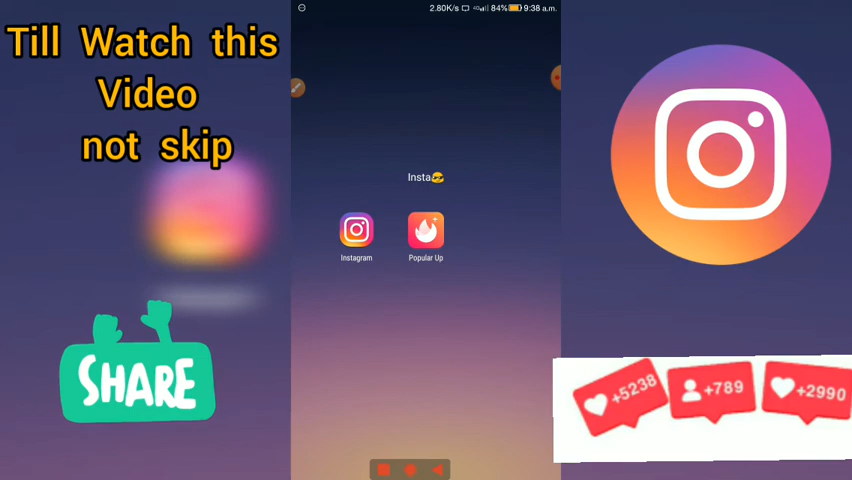 Till Watch this
Video
not skip
2.80K/s 4G 84% 9:38 a.m.
Insta😎
Instagram
Popular Up
SHARE
+5238
+789
+2990